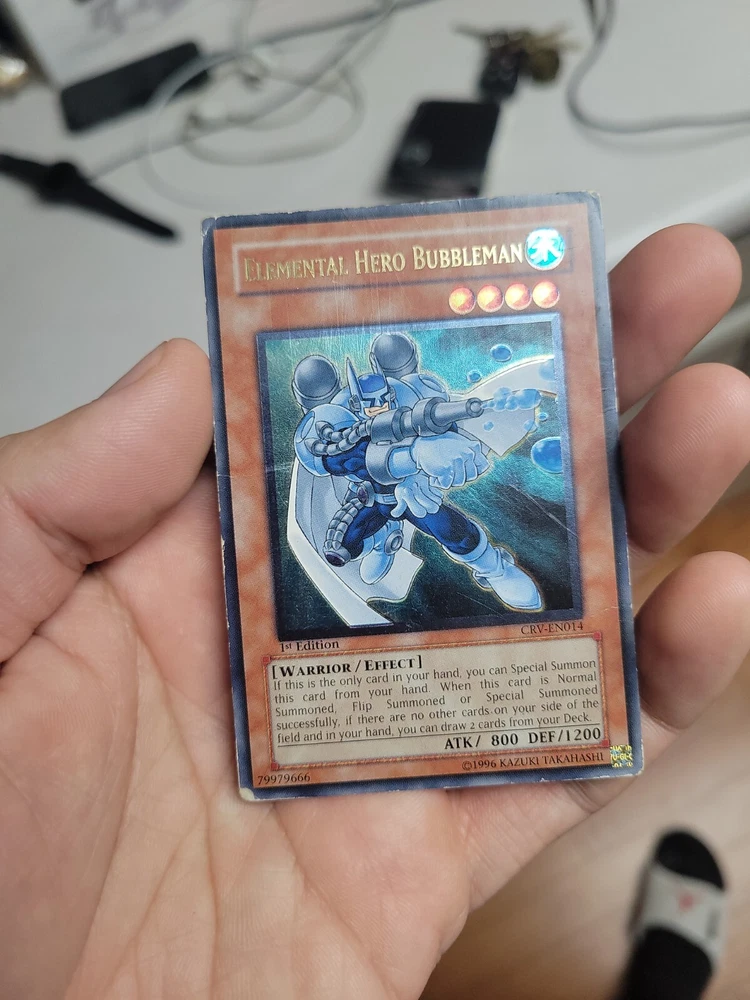 ELEMENTAL HERO BUBBLEMAN
水
CRV-EN014
1st Edition
[WARRIOR / EFFECT]
If this is the only card in your hand, you can Special Summon
this card from your hand. When this card is Normal
Summoned, Flip Summoned or Special Summoned
successfully, if there are no other cards on your side of the
field and in your hand, you can draw 2 cards from your Deck.
ATK/ 800 DEF/1200
79979666
©1996 KAZUKI TAKAHASHI